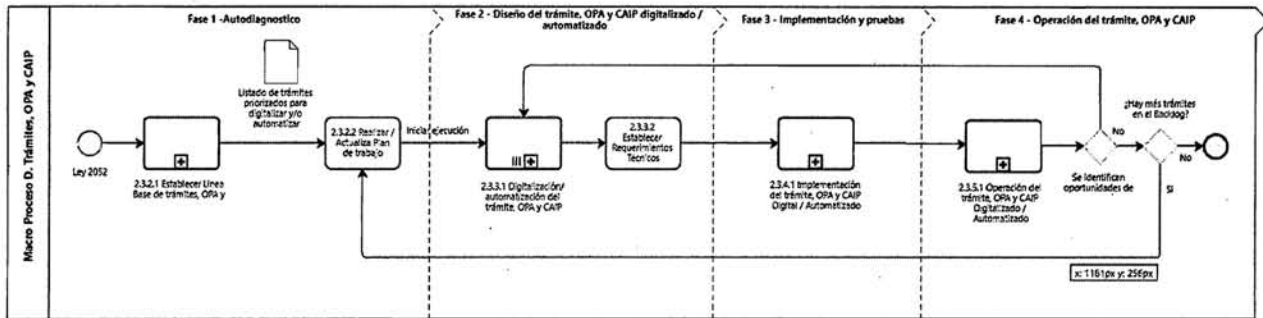 Macro Proceso D. Trámites, OPA y CAIP
Fase 1 -Autodiagnostico
Fase 2 - Diseño del trámite, OPA y CAIP digitalizado /
automatizado
Fase 3 - Implementación y pruebas
Fase 4 - Operación del trámite, OPA y CAIP
Listado de trámites
priorizados para
digitalizar y/o
automatizar
Ley 2052
2.3.2.1 Establecer Linea
Base de trámites, OPA y
2.3.2.2 Realizar /
Actualiza Plan
de trabajo
Iniciar ejecución
2.3.3.1 Digitalización/
automatización del
trámite, OPA y CAIP
2.3.3.2
Establecer
Requerimientos
Técnicos
2.3.4.1 Implementación
del trámite, OPA y CAIP
Digital / Automatizado
2.3.5.1 Operación del
trámite, OPA y CAIP
Digitalizado /
Automatizado
No
Se identifican
oportunidades de
¿Hay más trámites
en el Backlog?
No
Si
x: 1161px y: 256px